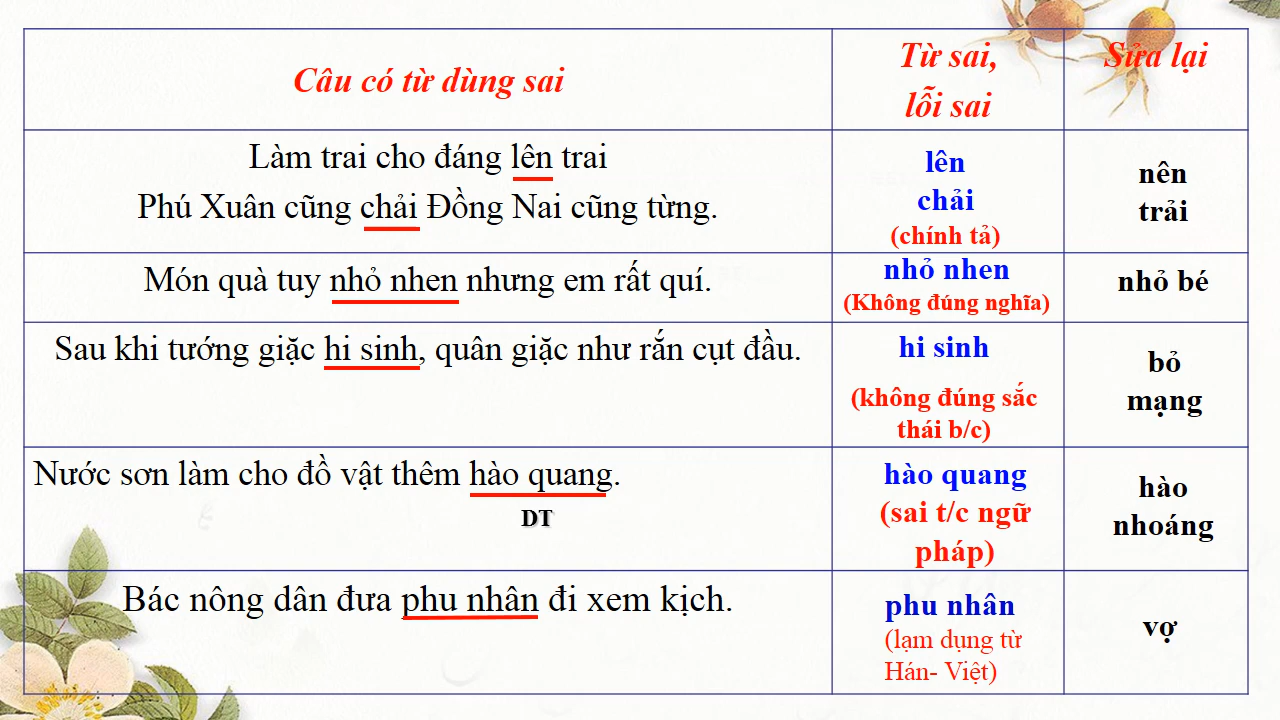 Câu có từ dùng sai
Từ sai,
lỗi sai
Sửa lại
Làm trai cho đáng lên trai
Phú Xuân cũng chải Đồng Nai cũng từng.
lên
chải
(chính tả)
nên
trải
Món quà tuy nhỏ nhen nhưng em rất quí.
nhỏ nhen
(Không đúng nghĩa)
nhỏ bé
Sau khi tướng giặc hi sinh, quân giặc như rắn cụt đầu.
hi sinh
(không đúng sắc
thái b/c)
bỏ
mạng
Nước sơn làm cho đồ vật thêm hào quang.
DT
hào quang
(sai t/c ngữ
pháp)
hào
nhoáng
Bác nông dân đưa phu nhân đi xem kịch.
phu nhân
(lạm dụng từ
Hán- Việt)
vợ